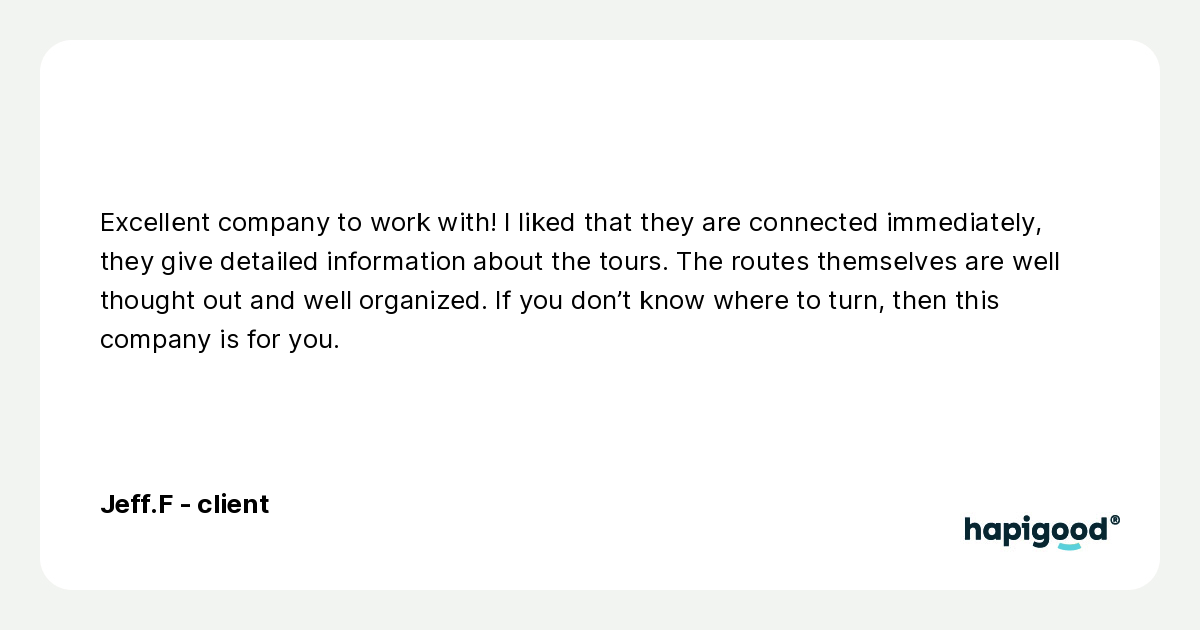 Excellent company to work with! I liked that they are connected immediately,
they give detailed information about the tours. The routes themselves are well
thought out and well organized. If you don’t know where to turn, then this
company is for you.
Jeff.F - client
hapigood®